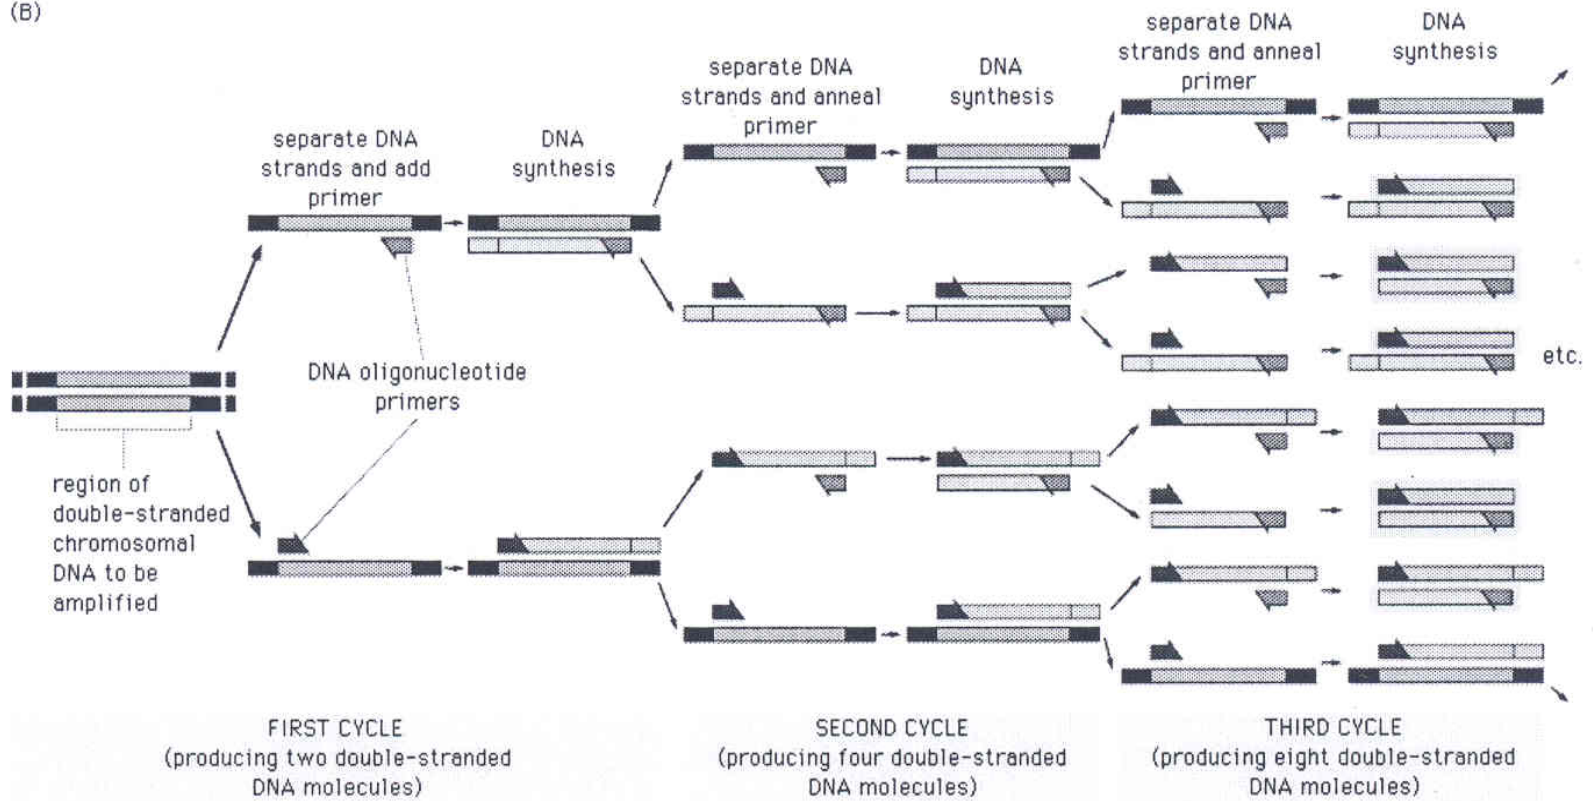 (B)
separate DNA
strands and add
primer
DNA
synthesis
separate DNA
strands and anneal
primer
DNA
synthesis
separate DNA
strands and anneal
primer
DNA
synthesis
DNA oligonucleotide
primers
region of
double-stranded
chromosomal
DNA to be
amplified
etc.
FIRST CYCLE
(producing two double-stranded
DNA molecules)
SECOND CYCLE
(producing four double-stranded
DNA molecules)
THIRD CYCLE
(producing eight double-stranded
DNA molecules)